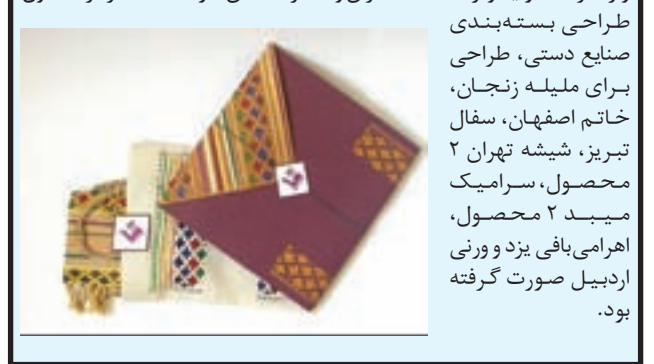 طراحی بسته‌بندی
صنایع دستی، طراحی
برای ملیله زنجان،
خاتم اصفهان، سفال
تبریز، شیشه تهران ۲
محصول، سرامیک
میبد ۲ محصول،
اهرامی‌بافی یزد و ورنی
اردبیل صورت گرفته
بود.